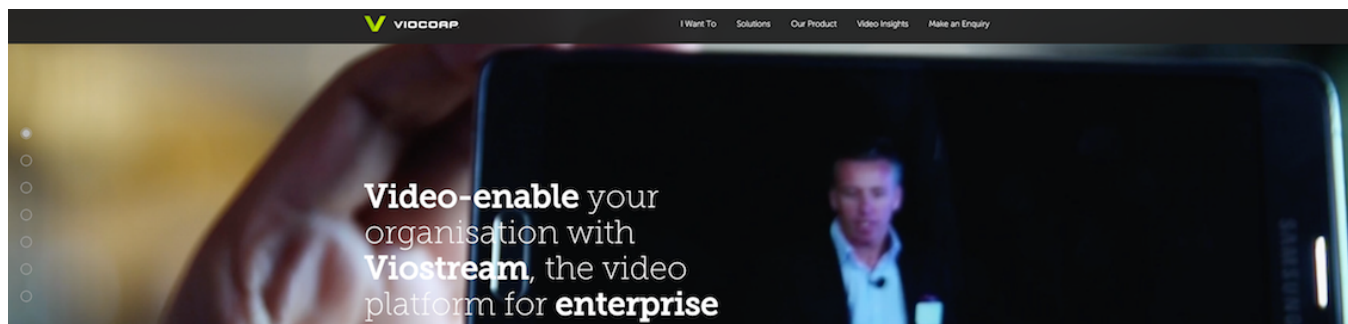 VIOCORP
I Want To
Solutions
Our Product
Video Insights
Make an Enquiry
Video-enable your
organisation with
Viostream, the video
platform for enterprise
SAMSUNG